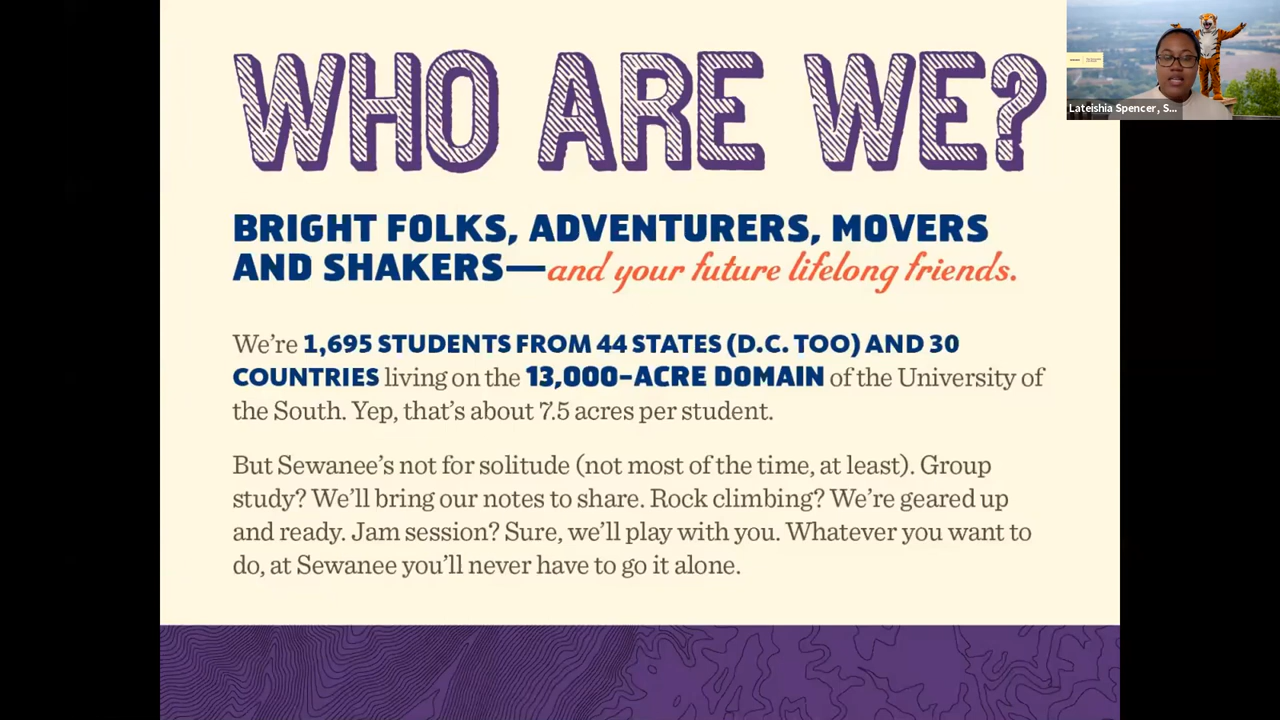 WHO ARE WE?
BRIGHT FOLKS, ADVENTURERS, MOVERS
AND SHAKERS—and your future lifelong friends.
We're 1,695 STUDENTS FROM 44 STATES (D.C. TOO) AND 30
COUNTRIES living on the 13,000-ACRE DOMAIN of the University of
the South. Yep, that's about 7.5 acres per student.
But Sewanee's not for solitude (not most of the time, at least). Group
study? We'll bring our notes to share. Rock climbing? We're geared up
and ready. Jam session? Sure, we'll play with you. Whatever you want to
do, at Sewanee you'll never have to go it alone.
Lateishia Spencer, S...